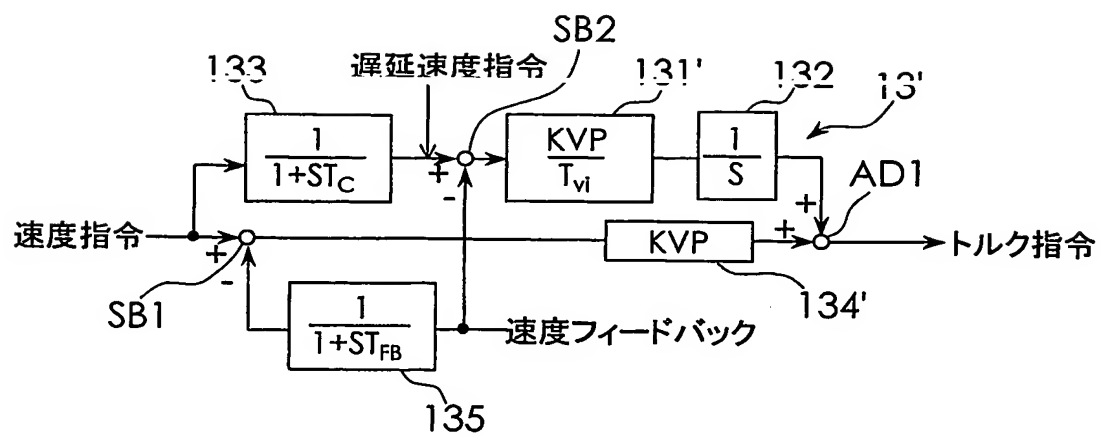 SB2
133
遅延速度指令
131'
132
13'
1
1+STC
+
-
KVP
Tvi
1
S
AD1
+
速度指令
+
-
KVP
+
トルク指令
SB1
1
1+STFB
速度フィードバック
134'
135